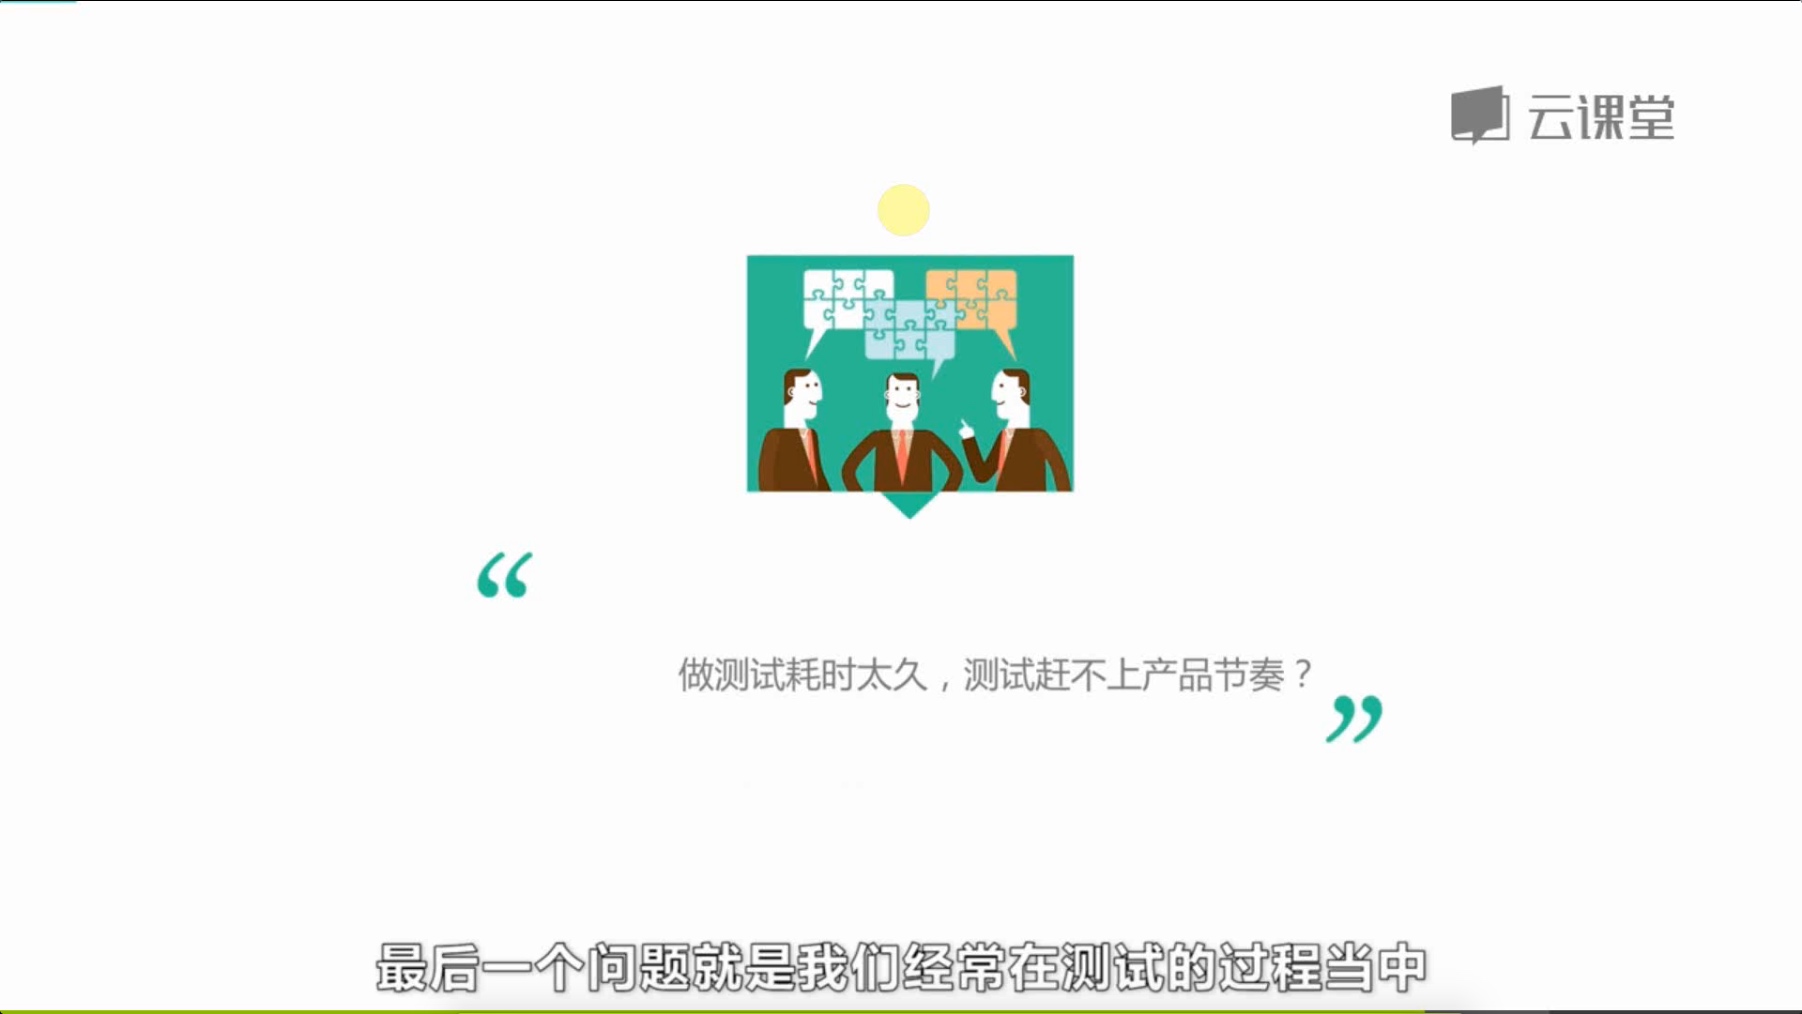 云课堂
“
做测试耗时太久，测试赶不上产品节奏？
”
最后一个问题就是我们经常在测试的过程当中